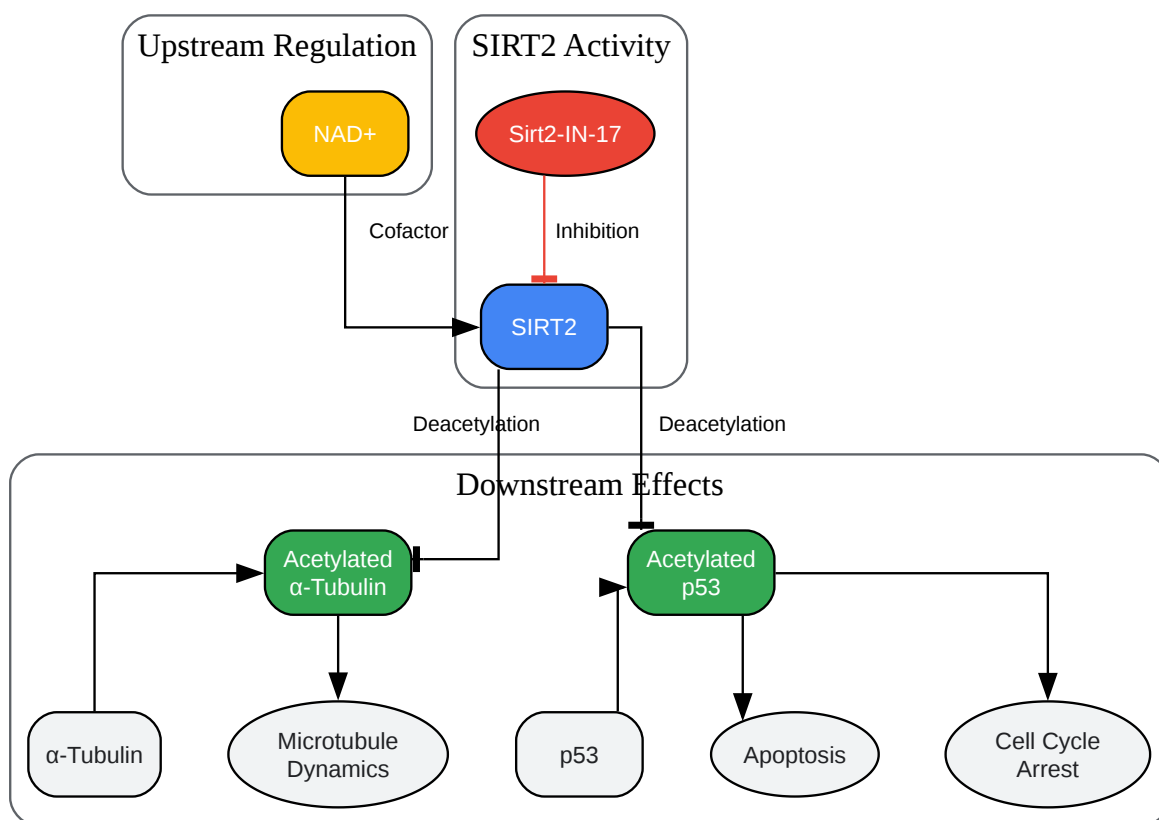 Upstream Regulation
SIRT2 Activity
NAD+
Sirt2-IN-17
Cofactor
Inhibition
SIRT2
Deacetylation
Deacetylation
Downstream Effects
Acetylated
α-Tubulin
Acetylated
p53
α-Tubulin
Microtubule
Dynamics
p53
Apoptosis
Cell Cycle
Arrest